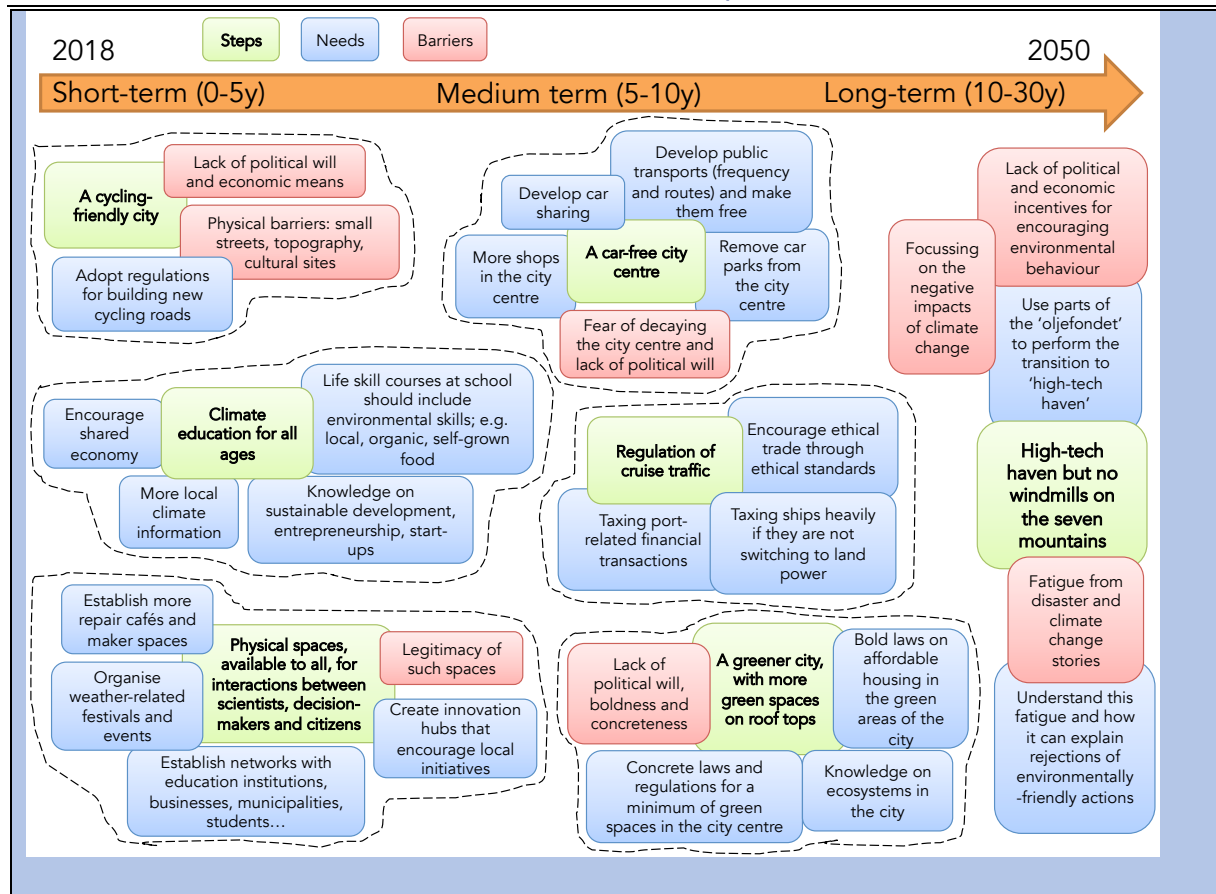 Steps
Needs
Barriers
2018
2050
Short-term (0-5y)
Medium term (5-10y)
Long-term (10-30y)
A cycling-
friendly city
Lack of political will
and economic means
Physical barriers: small
streets, topography,
cultural sites
Adopt regulations
for building new
cycling roads
Climate
education for all
ages
Encourage
shared
economy
Life skill courses at school
should include
environmental skills; e.g.
local, organic, self-grown
food
More local
climate
information
Knowledge on
sustainable development,
entrepreneurship, start-
ups
Establish more
repair cafés and
maker spaces
Physical spaces,
available to all, for
interactions between
scientists, decision-
makers and citizens
Legitimacy of
such spaces
Organise
weather-related
festivals and
events
Create innovation
hubs that
encourage local
initiatives
Establish networks with
education institutions,
businesses, municipalities,
students…
Develop car
sharing
Develop public
transports (frequency
and routes) and make
them free
More shops
in the city
centre
A car-free city
centre
Remove car
parks from
the city
centre
Fear of decaying
the city centre and
lack of political will
Regulation of
cruise traffic
Encourage ethical
trade through
ethical standards
Taxing port-
related financial
transactions
Taxing ships heavily
if they are not
switching to land
power
Lack of
political will,
boldness and
concreteness
A greener city,
with more
green spaces
on roof tops
Bold laws on
affordable
housing in
the green
areas of the
city
Concrete laws and
regulations for a
minimum of green
spaces in the city centre
Knowledge on
ecosystems in
the city
Lack of political
and economic
incentives for
encouraging
environmental
behaviour
Focussing
on the
negative
impacts
of climate
change
Use parts of
the ‘oljefondet’
to perform the
transition to
‘high-tech
haven’
High-tech
haven but no
windmills on
the seven
mountains
Fatigue from
disaster and
climate
change
stories
Understand this
fatigue and how
it can explain
rejections of
environmentally
-friendly actions